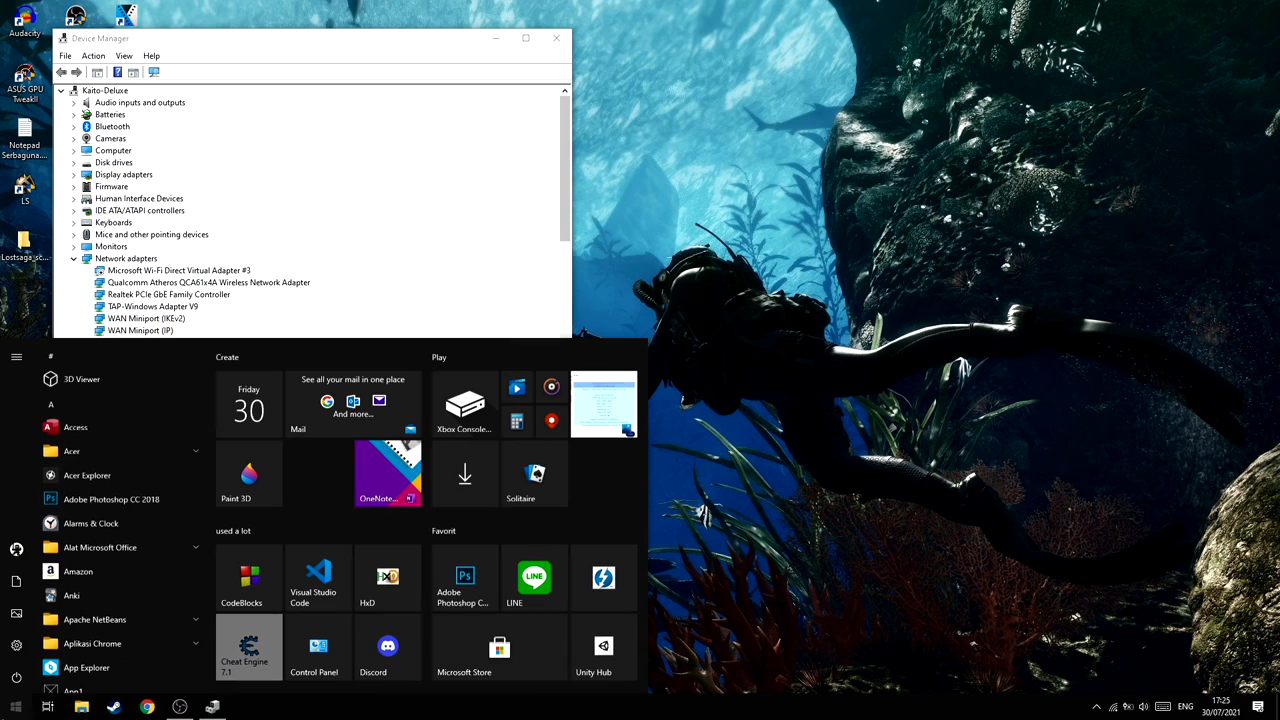 Audacity
ASUS GPU
TweakII
Notepad
Serbaguna....
LS
Lostsaga_sc...
Device Manager
File Action View Help
Kaito-Deluxe
Audio inputs and outputs
Batteries
Bluetooth
Cameras
Computer
Disk drives
Display adapters
Firmware
Human Interface Devices
IDE ATA/ATAPI controllers
Keyboards
Mice and other pointing devices
Monitors
Network adapters
Microsoft Wi-Fi Direct Virtual Adapter #3
Qualcomm Atheros QCA61x4A Wireless Network Adapter
Realtek PCIe GbE Family Controller
TAP-Windows Adapter V9
WAN Miniport (IKEv2)
WAN Miniport (IP)
#
3D Viewer
A
Access
Acer
Acer Explorer
Adobe Photoshop CC 2018
Alarms & Clock
Alat Microsoft Office
Amazon
Anki
Apache NetBeans
Aplikasi Chrome
App Explorer
App1
Create
Friday
30
See all your mail in one place
And more...
Mail
Paint 3D
OneNote...
Play
Xbox Console...
Solitaire
used a lot
CodeBlocks
Visual Studio
Code
HxD
Cheat Engine
7.1
Control Panel
Discord
Favorit
Adobe
Photoshop C...
LINE
LINE
Microsoft Store
Unity Hub
ENG
17:25
30/07/2021